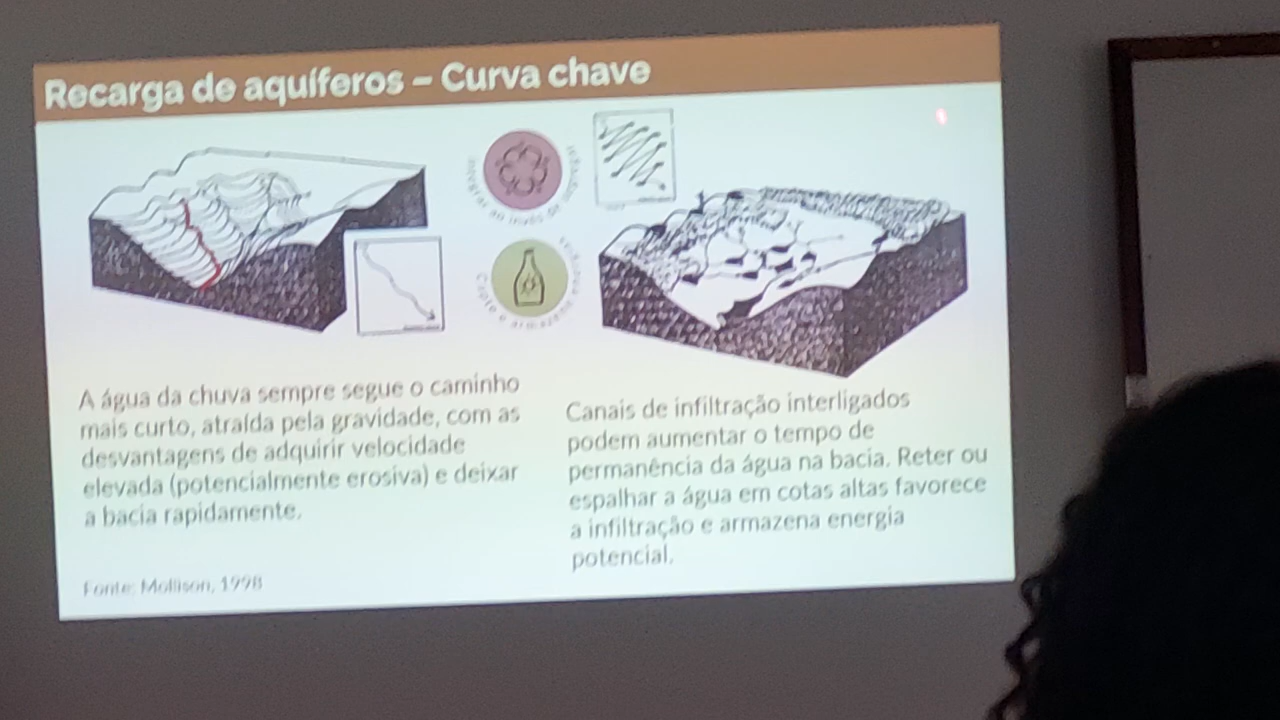 Recarga de aquíferos – Curva chave
A água da chuva sempre segue o caminho
mais curto, atraída pela gravidade, com as
desvantagens de adquirir velocidade
elevada (potencialmente erosiva) e deixar
a bacia rapidamente.
Fonte: Mollison, 1998
Canais de infiltração interligados
podem aumentar o tempo de
permanência da água na bacia. Reter ou
espalhar a água em cotas altas favorece
a infiltração e armazena energia
potencial.